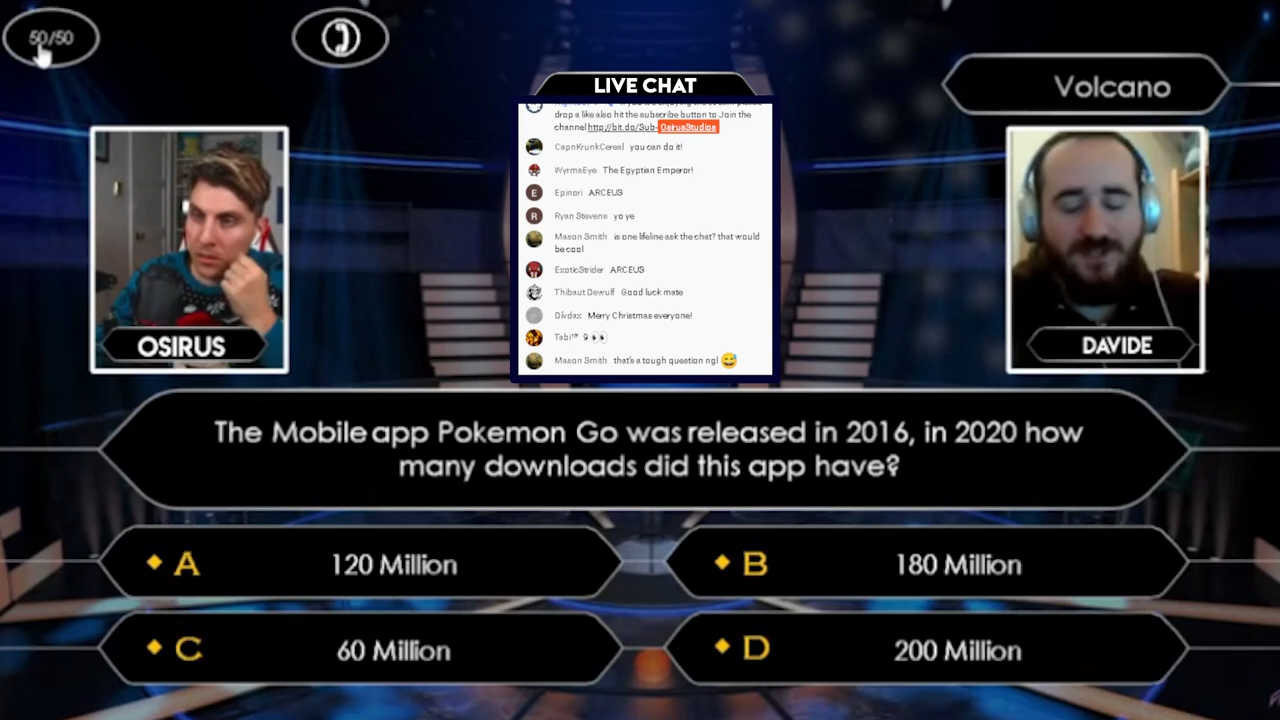 50/50
Volcano
LIVE CHAT
drop a like also hit the subscribe button to Join the
channel http://bit.do/Sub-OsirusStudios
CapnKrunkCereal you can do it!
WyrmsEye The Egyptian Emperor!
E Epinori ARCEUS
R Ryan Stevens yo ye
Mason Smith is one lifeline ask the chat? that would
be cool
ExoticStrider ARCEUS
Thibaut Dewulf Good luck mate
Divdax Merry Christmas everyone!
9 👀
Mason Smith that's a tough question ngl 😅
OSIRUS
DAVIDE
The Mobile app Pokemon Go was released in 2016, in 2020 how
many downloads did this app have?
A 120 Million
B 180 Million
C 60 Million
D 200 Million